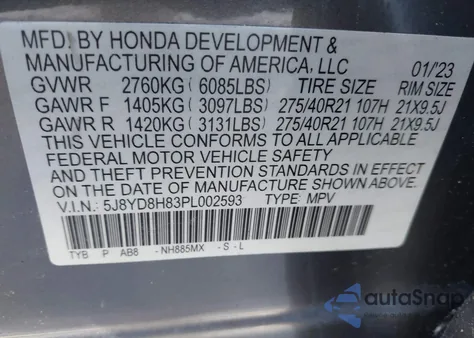 MFD. BY HONDA DEVELOPMENT &
MANUFACTURING OF AMERICA, LLC 01/'23
GVWR 2760KG ( 6085LBS) TIRE SIZE RIM SIZE
GAWR F 1405KG ( 3097LBS) 275/40R21 107H 21X9.5J
GAWR R 1420KG ( 3131LBS) 275/40R21 107H 21X9.5J
THIS VEHICLE CONFORMS TO ALL APPLICABLE
FEDERAL MOTOR VEHICLE SAFETY
AND THEFT PREVENTION STANDARDS IN EFFECT
ON THE DATE OF MANUFACTURE SHOWN ABOVE.
V.I.N.: 5J8YD8H83PL002593 TYPE: MPV
TYB P AB8 -NH885MX -S-L
autaSnap